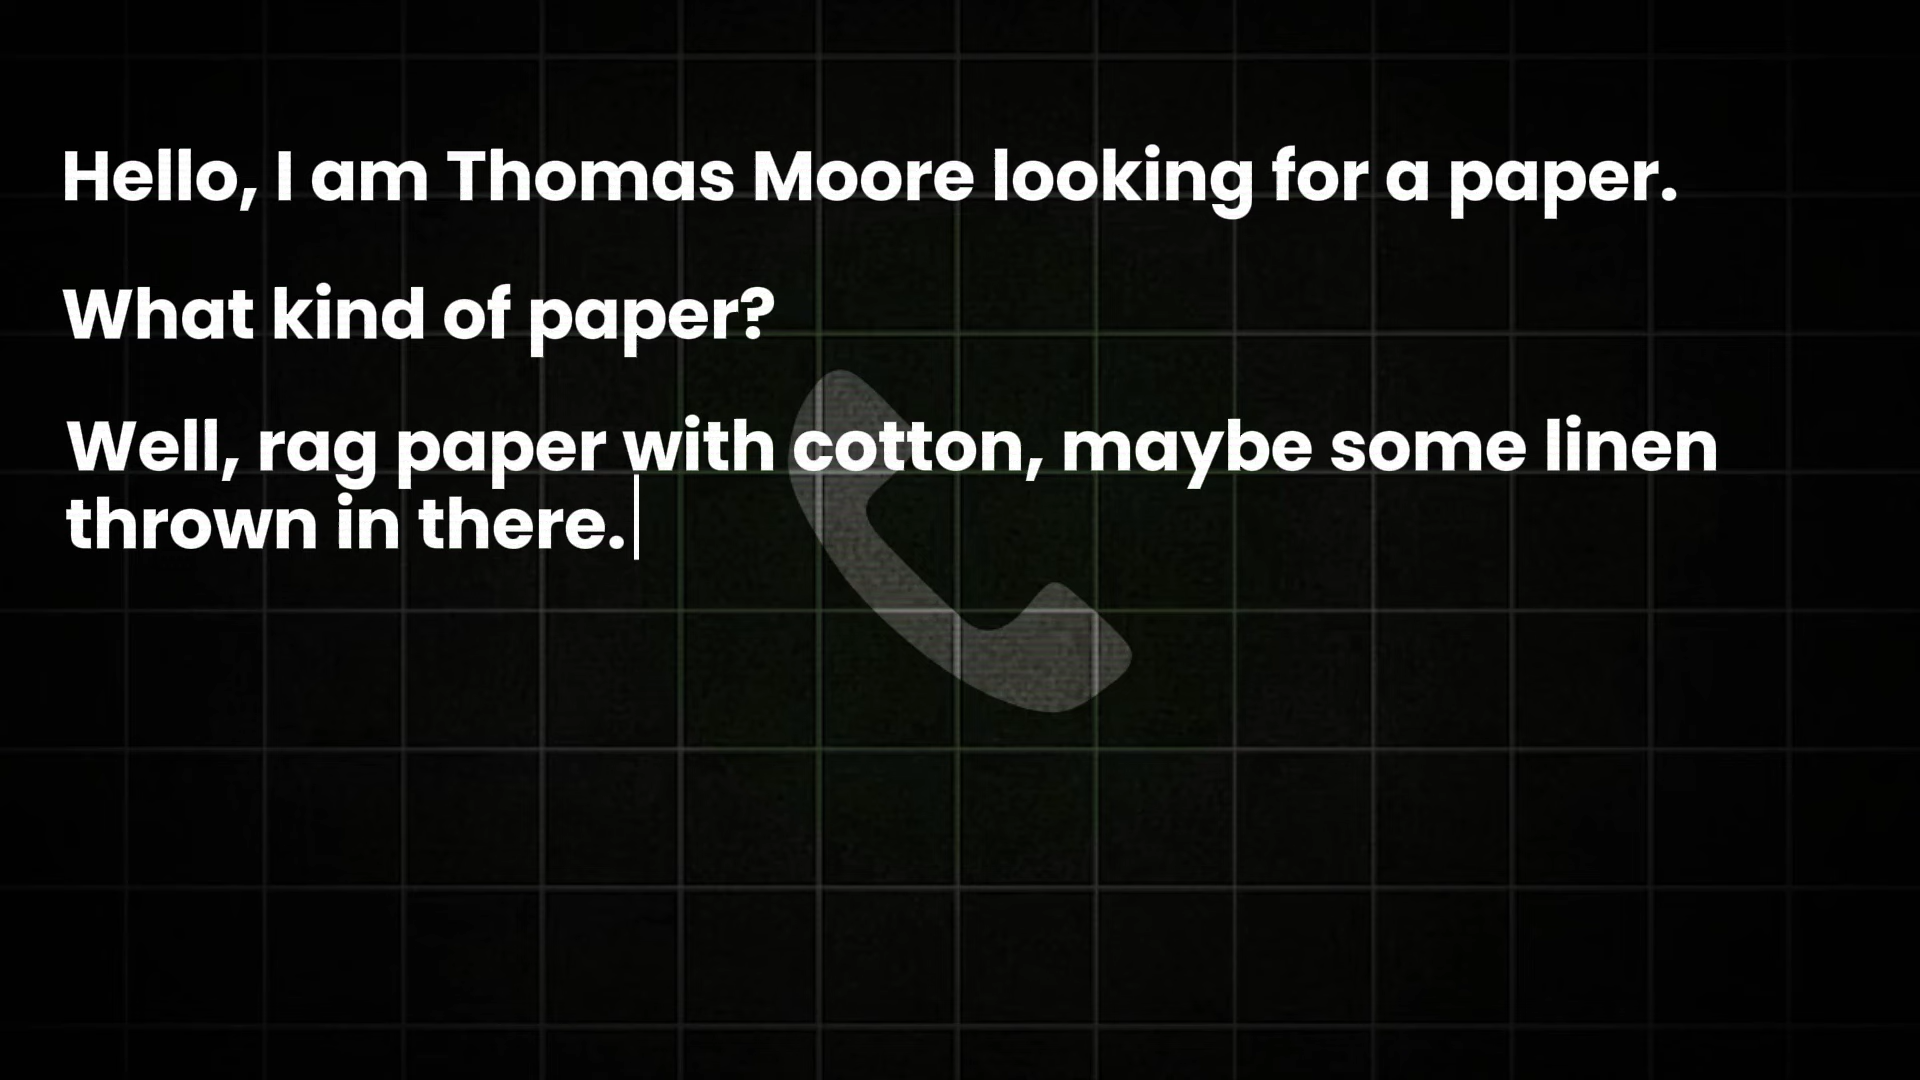 Hello, I am Thomas Moore looking for a paper.
What kind of paper?
Well, rag paper with cotton, maybe some linen
thrown in there.